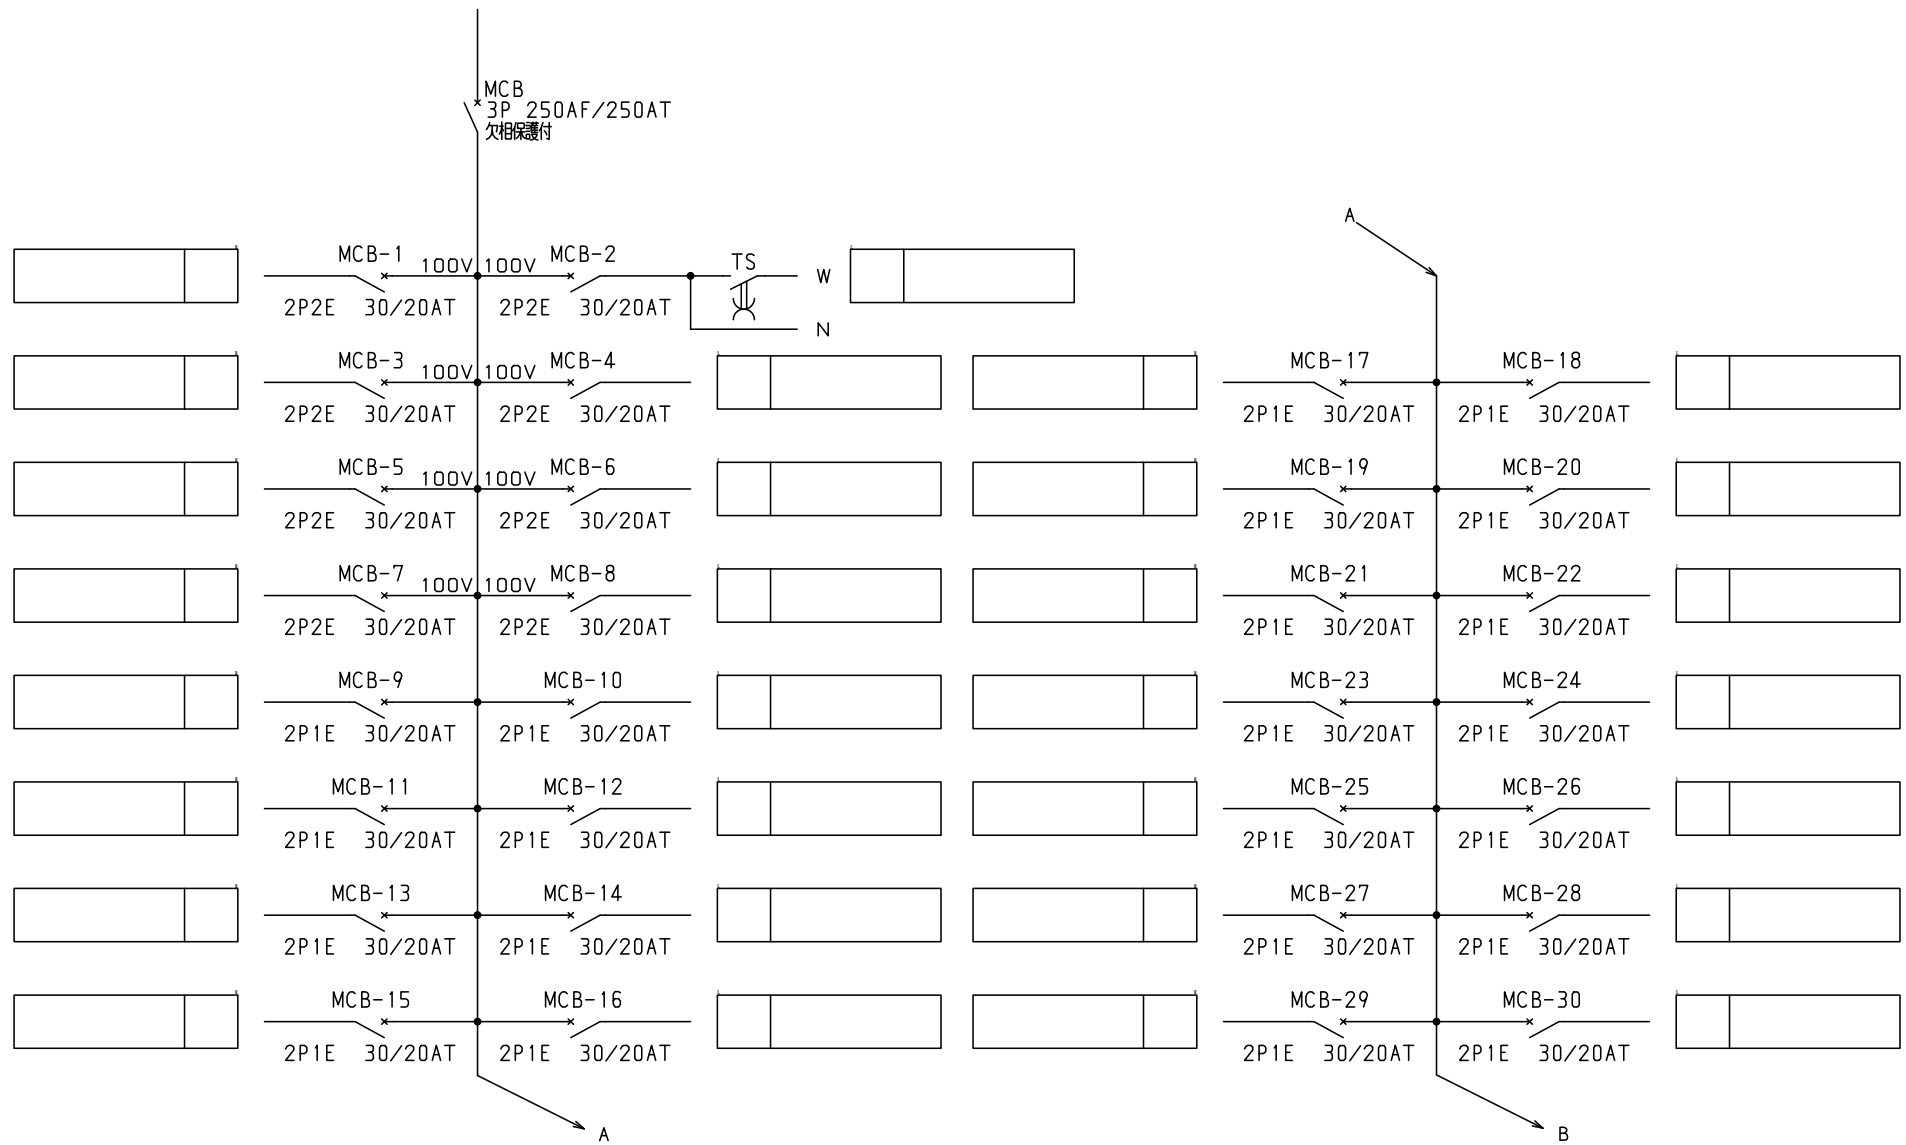 MCB
3P 250AF/250AT
欠相保護付
A
MCB-1 100V 100V MCB-2 TS W
2P2E 30/20AT 2P2E 30/20AT N
MCB-3 100V 100V MCB-4
2P2E 30/20AT 2P2E 30/20AT
MCB-5 100V 100V MCB-6
2P2E 30/20AT 2P2E 30/20AT
MCB-7 100V 100V MCB-8
2P2E 30/20AT 2P2E 30/20AT
MCB-9 MCB-10
2P1E 30/20AT 2P1E 30/20AT
MCB-11 MCB-12
2P1E 30/20AT 2P1E 30/20AT
MCB-13 MCB-14
2P1E 30/20AT 2P1E 30/20AT
MCB-15 MCB-16
2P1E 30/20AT 2P1E 30/20AT
A
MCB-17 MCB-18
2P1E 30/20AT 2P1E 30/20AT
MCB-19 MCB-20
2P1E 30/20AT 2P1E 30/20AT
MCB-21 MCB-22
2P1E 30/20AT 2P1E 30/20AT
MCB-23 MCB-24
2P1E 30/20AT 2P1E 30/20AT
MCB-25 MCB-26
2P1E 30/20AT 2P1E 30/20AT
MCB-27 MCB-28
2P1E 30/20AT 2P1E 30/20AT
MCB-29 MCB-30
2P1E 30/20AT 2P1E 30/20AT
B